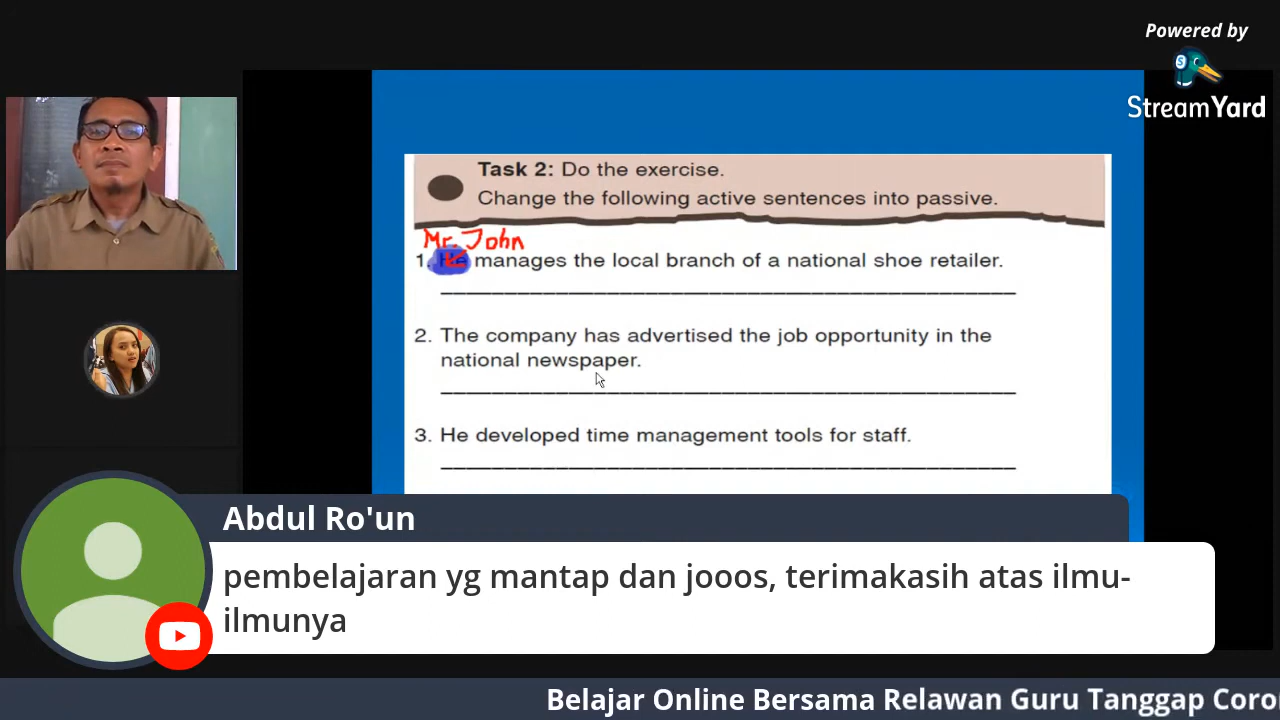 Powered by
StreamYard
Task 2: Do the exercise.
Change the following active sentences into passive.
Mr. John
1. He manages the local branch of a national shoe retailer.
2. The company has advertised the job opportunity in the
national newspaper.
3. He developed time management tools for staff.
Abdul Ro'un
pembelajaran yg mantap dan jooos, terimakasih atas ilmu-
ilmunya
Belajar Online Bersama Relawan Guru Tanggap Coro